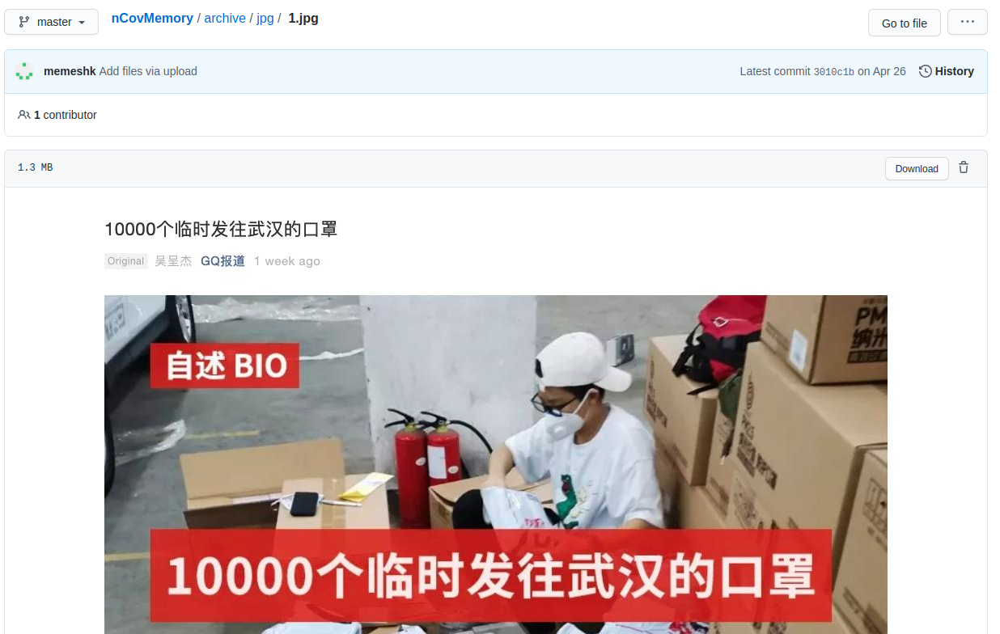 master
nCovMemory / archive / jpg / 1.jpg
Go to file
memeshk Add files via upload
Latest commit 3010c1b on Apr 26
History
1 contributor
1.3 MB
Download
10000个临时发往武汉的口罩
Original 吴呈杰 GQ报道 1 week ago
自述 BIO
PM
纳米
10000个临时发往武汉的口罩